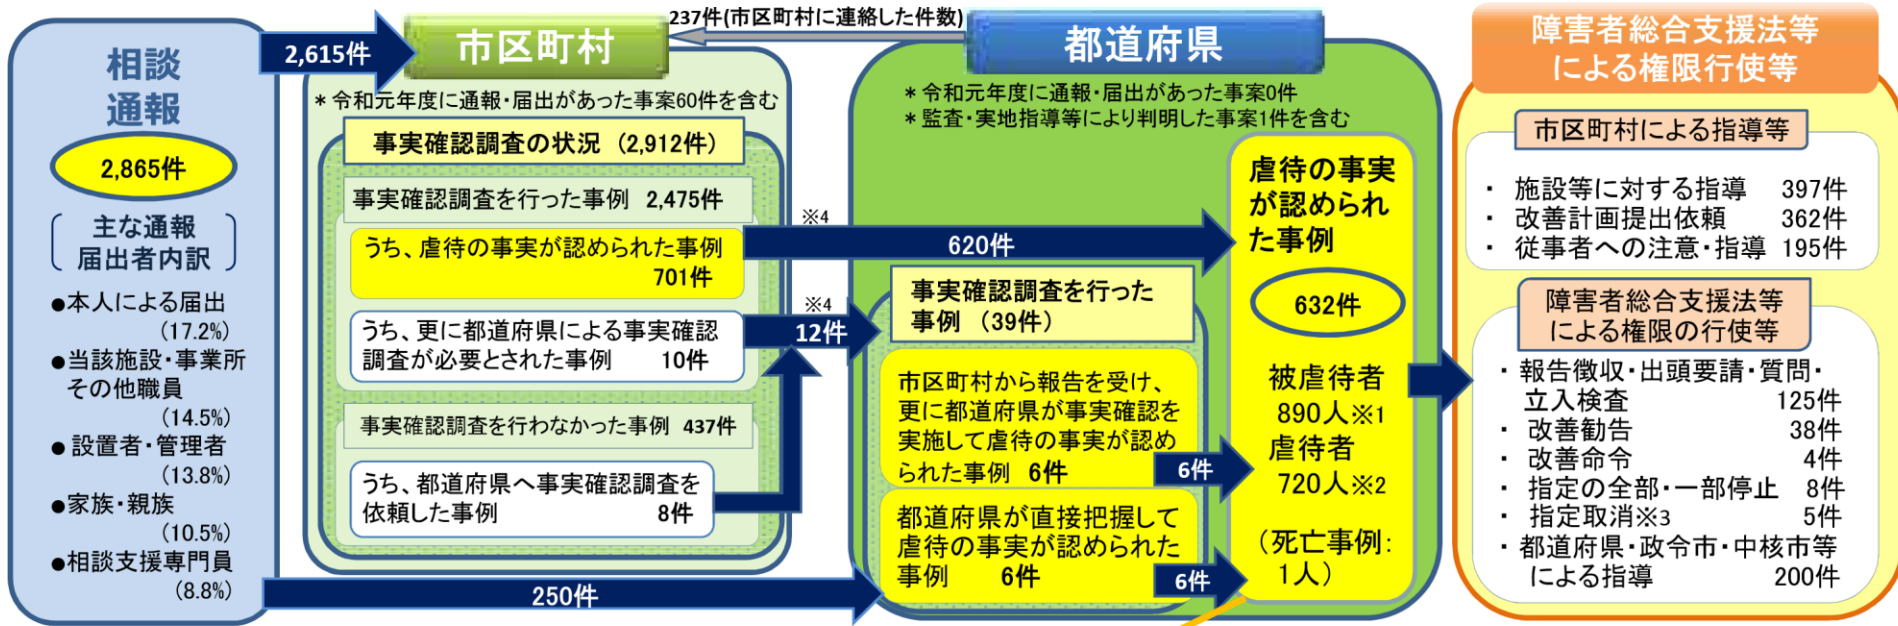 相談
通報
2,865件
主な通報
届出者内訳
●本人による届出
(17.2%)
●当該施設・事業所
その他職員
(14.5%)
●設置者・管理者
(13.8%)
●家族・親族
(10.5%)
●相談支援専門員
(8.8%)
2,615件
市区町村
237件(市区町村に連絡した件数)
＊令和元年度に通報・届出があった事案60件を含む
事実確認調査の状況 (2,912件)
事実確認調査を行った事例 2,475件
うち、虐待の事実が認められた事例
701件
うち、更に都道府県による事実確認
調査が必要とされた事例 10件
事実確認調査を行わなかった事例 437件
うち、都道府県へ事実確認調査を
依頼した事例 8件
250件
※4
620件
※4
12件
都道府県
＊令和元年度に通報・届出があった事案0件
＊監査・実地指導等により判明した事案1件を含む
事実確認調査を行った
事例 (39件)
市区町村から報告を受け、
更に都道府県が事実確認を
実施して虐待の事実が認め
られた事例 6件
6件
都道府県が直接把握して
虐待の事実が認められた
事例 6件
6件
虐待の事実
が認められ
た事例
632件
被虐待者
890人※1
虐待者
720人※2
(死亡事例:
1人)
障害者総合支援法等
による権限行使等
市区町村による指導等
・ 施設等に対する指導 397件
・ 改善計画提出依頼 362件
・ 従事者への注意・指導 195件
障害者総合支援法等
による権限の行使等
・報告徴収・出頭要請・質問・
立入検査 125件
・ 改善勧告 38件
・ 改善命令 4件
・ 指定の全部・一部停止 8件
・ 指定取消※3 5件
・都道府県・政令市・中核市等
による指導 200件